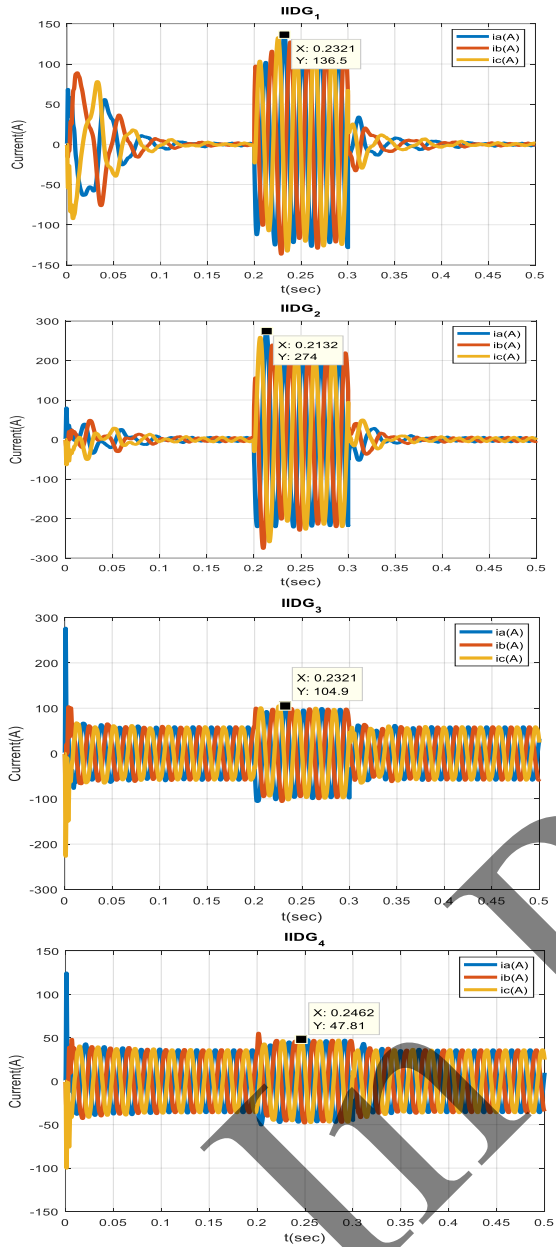 IIDG1
150
100
50
0
-50
-100
-150
Current(A)
X: 0.2321
Y: 136.5
ia(A)
ib(A)
ic(A)
0 0.05 0.1 0.15 0.2 0.25 0.3 0.35 0.4 0.45 0.5
t(sec)
IIDG2
300
200
100
0
-100
-200
-300
Current(A)
X: 0.2132
Y: 274
ia(A)
ib(A)
ic(A)
0 0.05 0.1 0.15 0.2 0.25 0.3 0.35 0.4 0.45 0.5
t(sec)
IIDG3
300
200
100
0
-100
-200
-300
Current(A)
X: 0.2321
Y: 104.9
ia(A)
ib(A)
ic(A)
0 0.05 0.1 0.15 0.2 0.25 0.3 0.35 0.4 0.45 0.5
t(sec)
IIDG4
150
100
50
0
-50
-100
-150
Current(A)
X: 0.2462
Y: 47.81
ia(A)
ib(A)
ic(A)
0 0.05 0.1 0.15 0.2 0.25 0.3 0.35 0.4 0.45 0.5
t(sec)